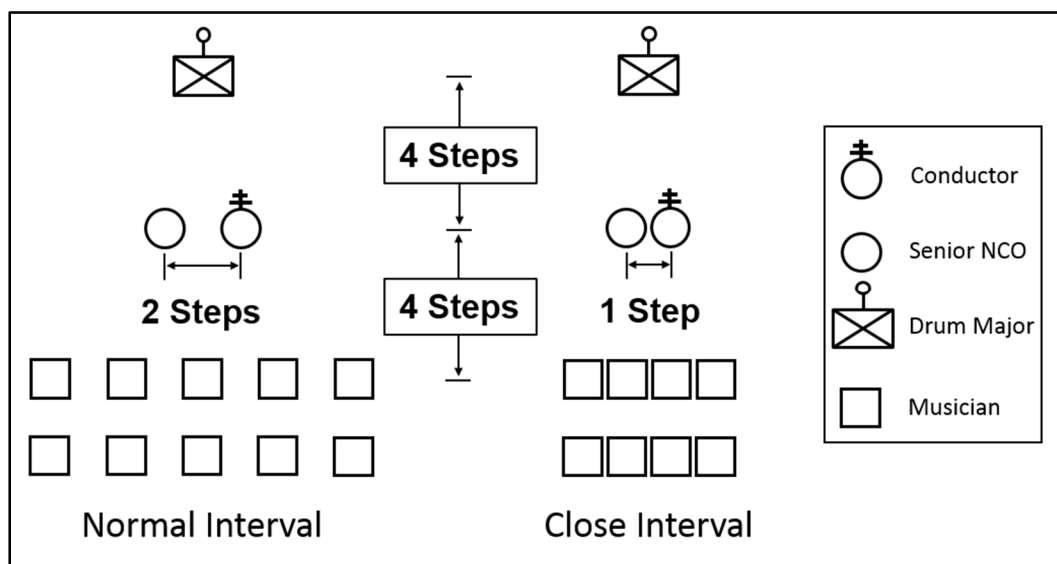 4 Steps
4 Steps
2 Steps
1 Step
Normal Interval
Close Interval
Conductor
Senior NCO
Drum Major
Musician